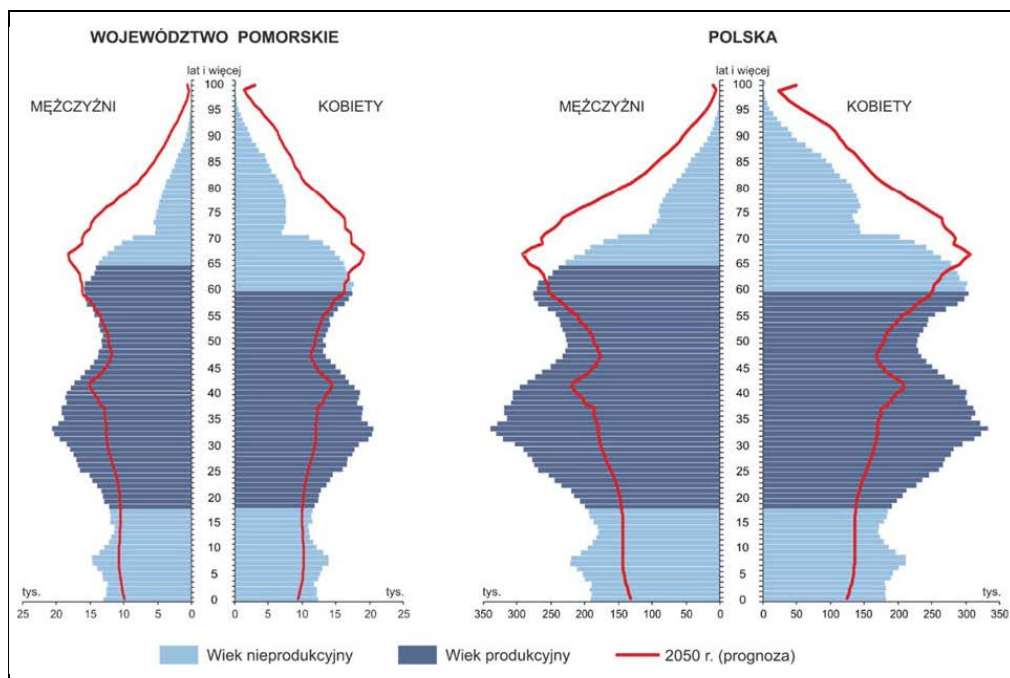 WOJEWÓDZTWO POMORSKIE
lat i więcej
MĘŻCZYŹNI
KOBIETY
100
95
90
85
80
75
70
65
60
55
50
45
40
35
30
25
20
15
10
5
0
tys.
tys.
25 20 15 10 5 0
0 5 10 15 20 25
POLSKA
lat i więcej
MĘŻCZYŹNI
KOBIETY
100
95
90
85
80
75
70
65
60
55
50
45
40
35
30
25
20
15
10
5
0
tys.
tys.
350 300 250 200 150 100 50 0
0 50 100 150 200 250 300 350
Wiek nieprodukcyjny
Wiek produkcyjny
2050 r. (prognoza)